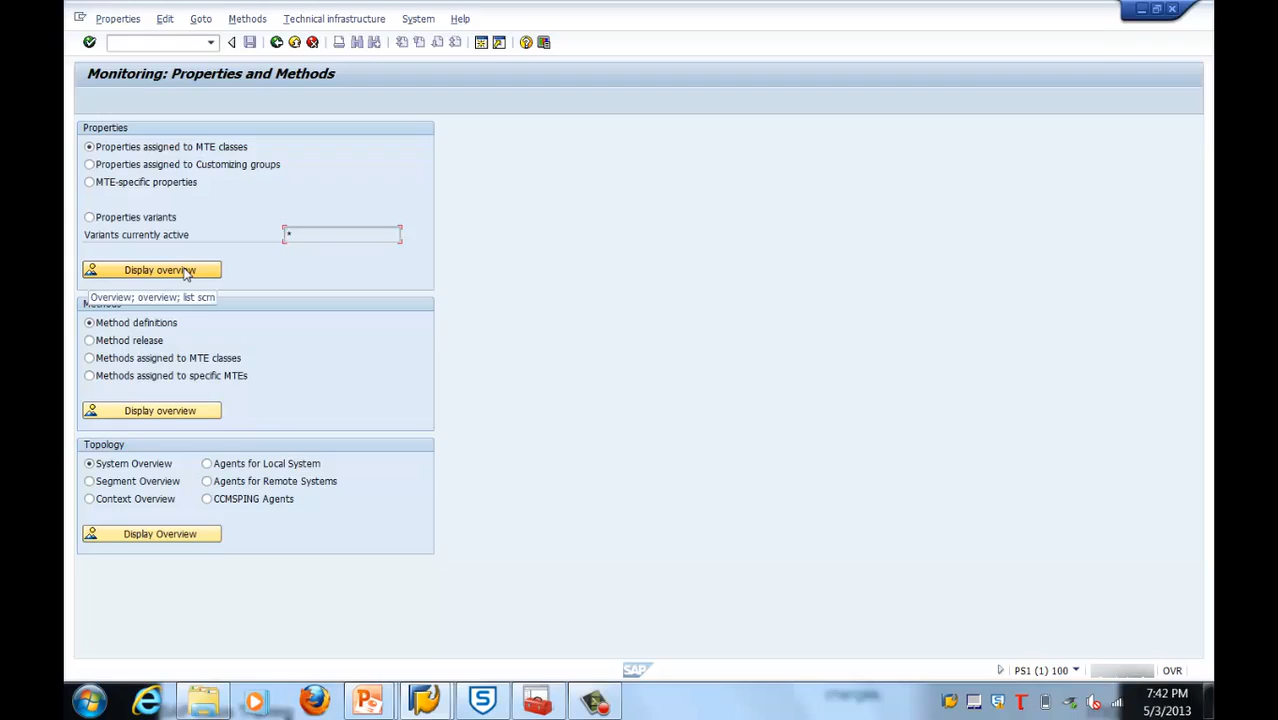 Properties Edit Goto Methods Technical infrastructure System Help
Monitoring: Properties and Methods
Properties
Properties assigned to MTE classes
Properties assigned to Customizing groups
MTE-specific properties
Properties variants
Variants currently active *
Display overview
Overview; overview; list scrn
Methods
Method definitions
Method release
Methods assigned to MTE classes
Methods assigned to specific MTEs
Display overview
Topology
System Overview Agents for Local System
Segment Overview Agents for Remote Systems
Context Overview CCMSPING Agents
Display Overview
SAP
PS1 (1) 100 OVR
7:42 PM
5/3/2013